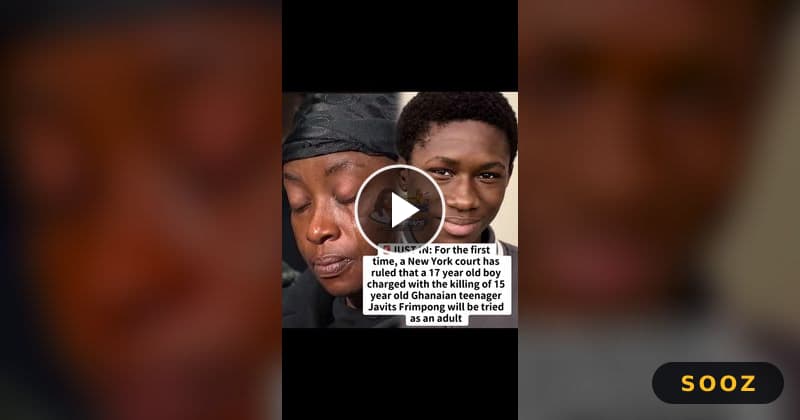 JUST IN: For the first
time, a New York court has
ruled that a 17 year old boy
charged with the killing of 15
year old Ghanaian teenager
Javits Frimpong will be tried
as an adult
SOOZ